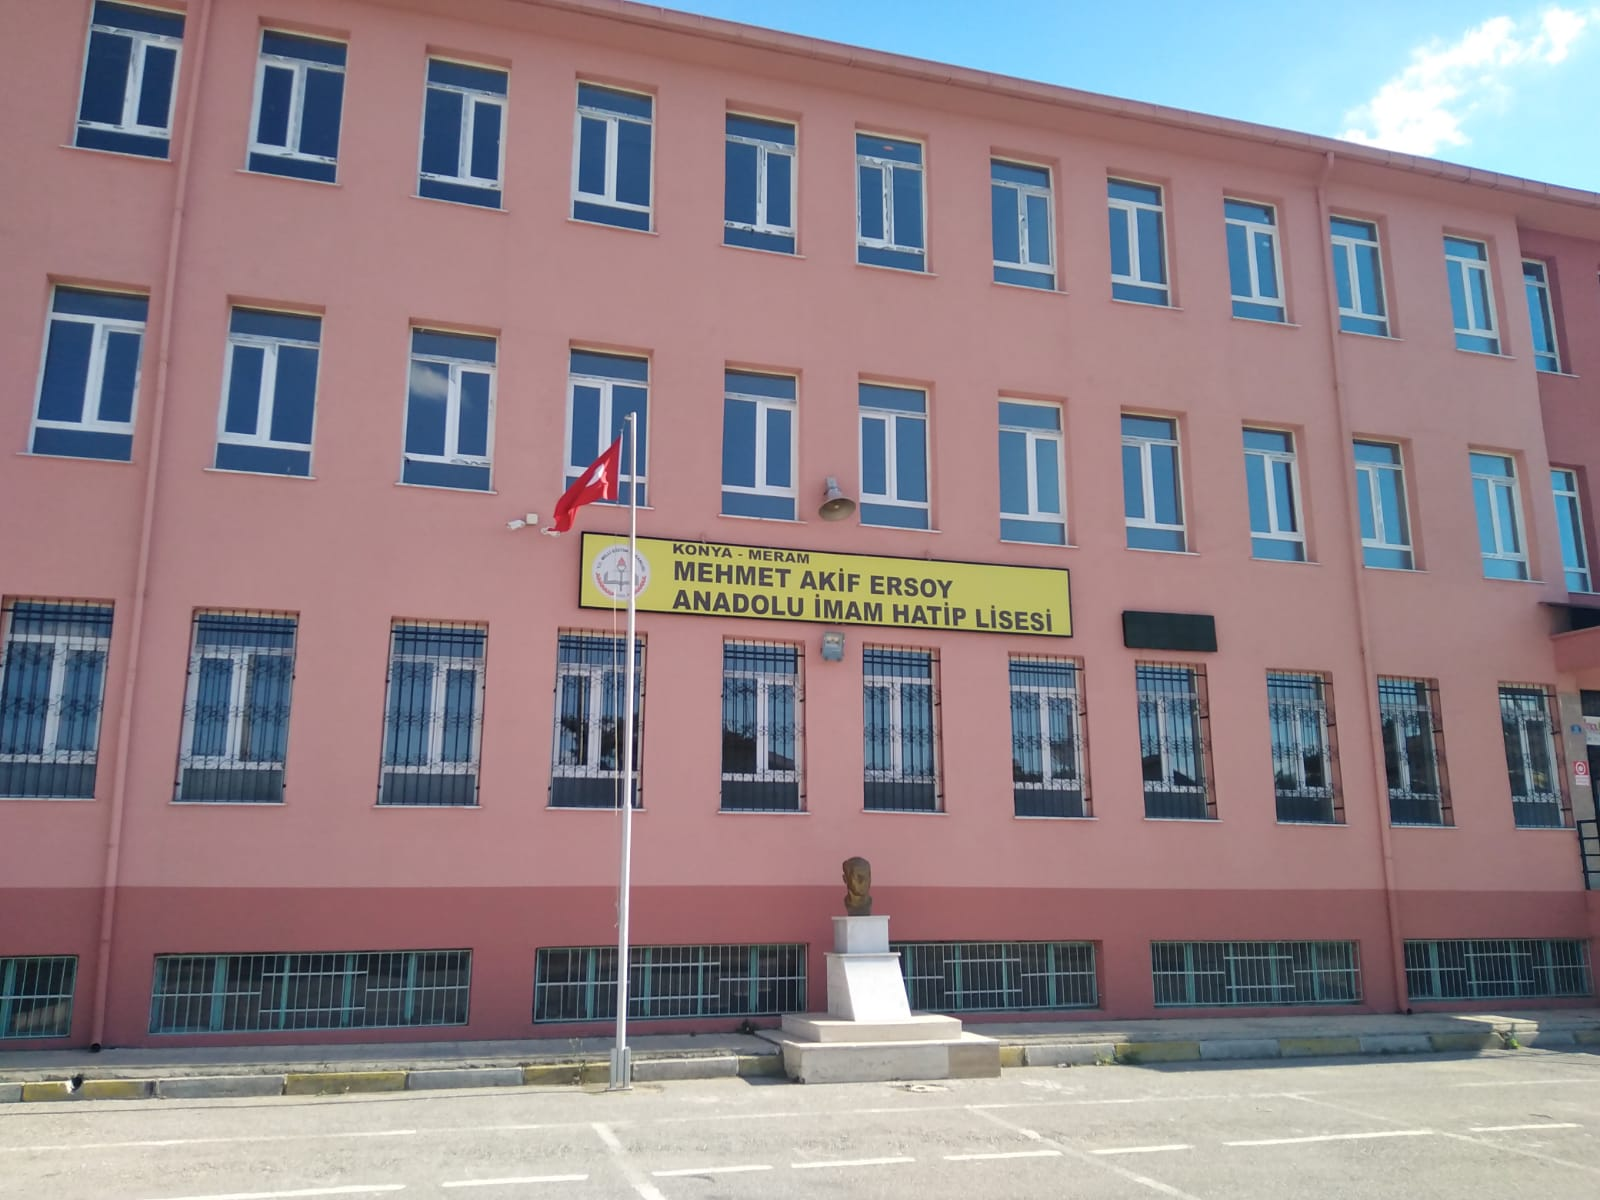 KONYA - MERAM
MEHMET AKİF ERSOY
ANADOLU İMAM HATİP LİSESİ